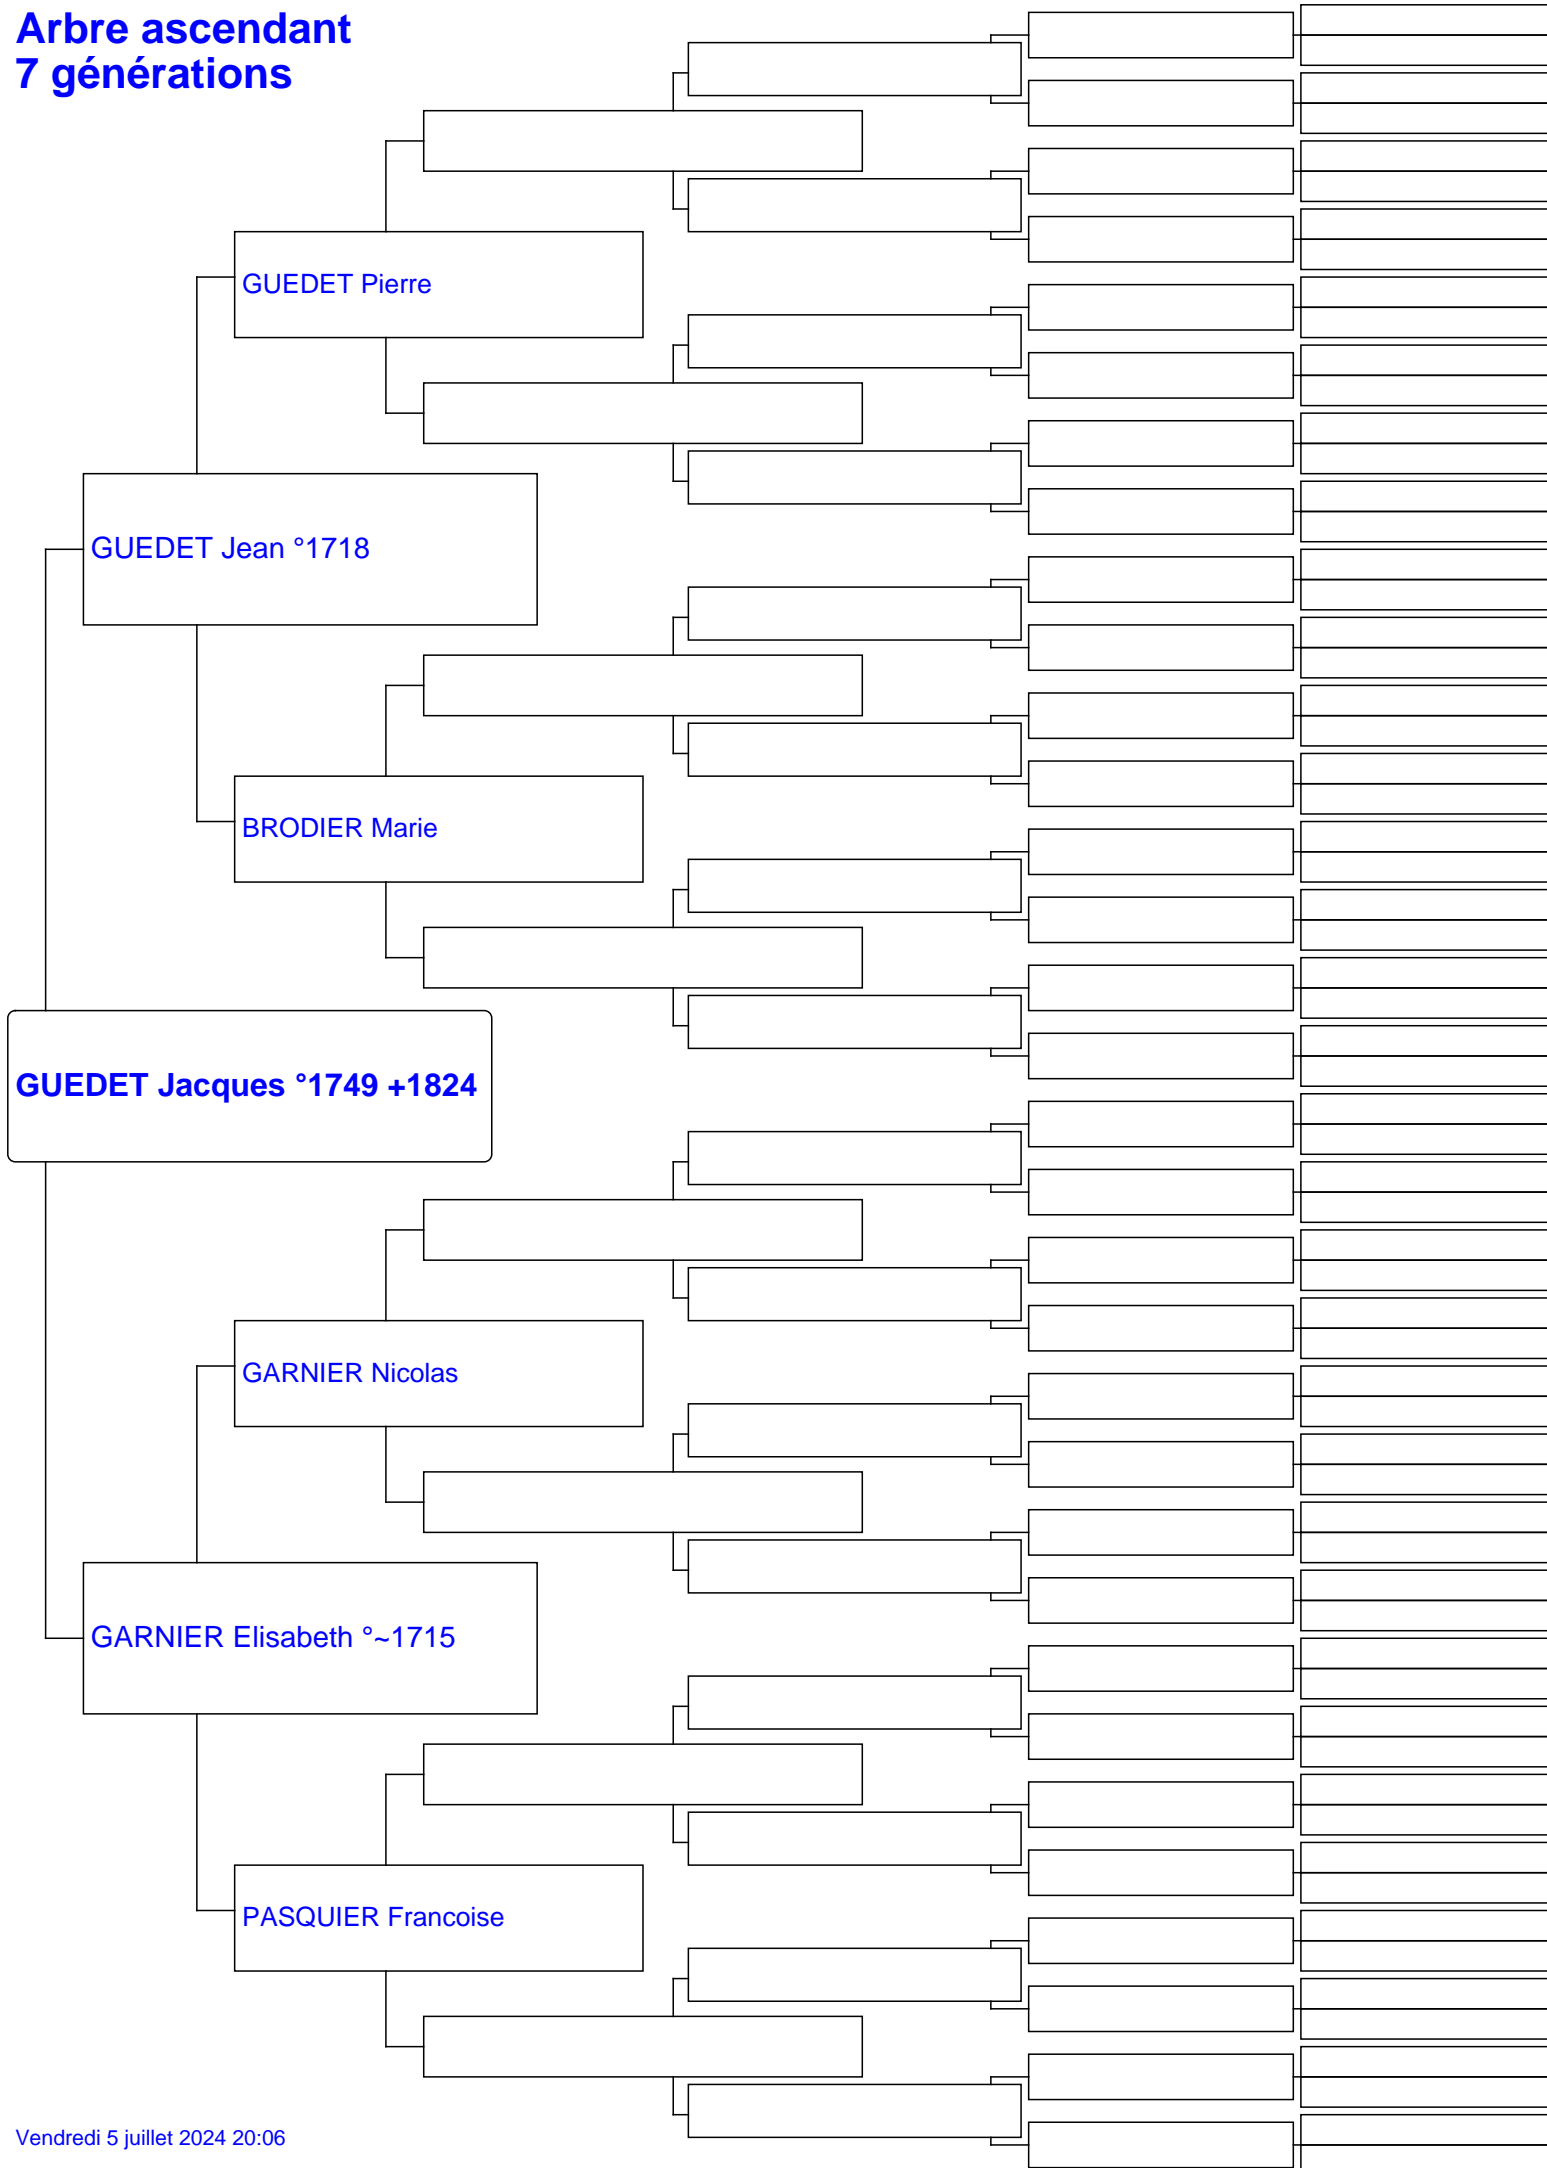 Arbre ascendant
7 générations
GUEDET Pierre
GUEDET Jean °1718
BRODIER Marie
GUEDET Jacques °1749 +1824
GARNIER Nicolas
GARNIER Elisabeth °~1715
PASQUIER Francoise
Vendredi 5 juillet 2024 20:06